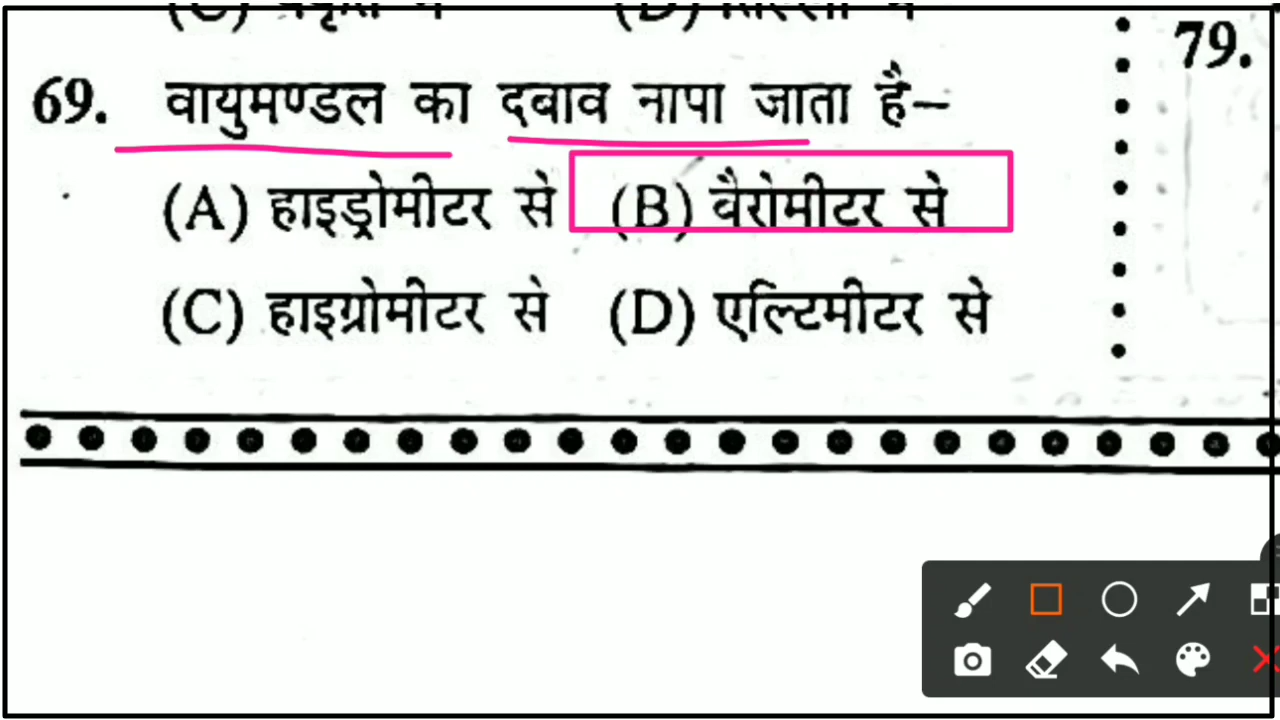 79.
69. वायुमण्डल का दबाव नापा जाता है–
(A) हाइड्रोमीटर से (B) वैरोमीटर से
(C) हाइग्रोमीटर से (D) एल्टिमीटर से